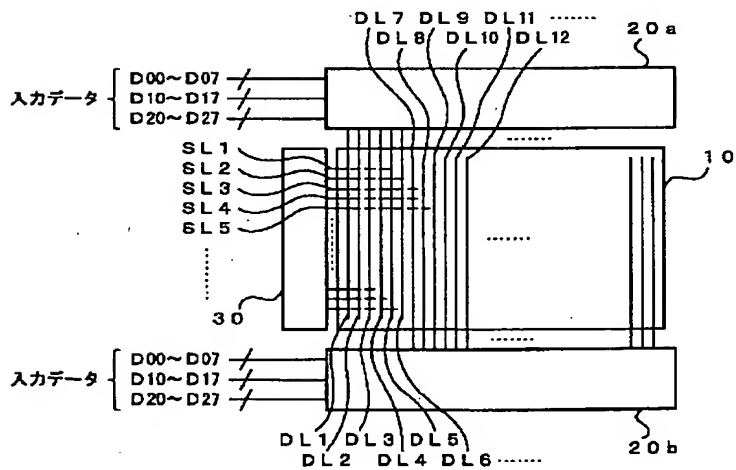 DL7 DL9 DL11 ........
DL8 DL10 DL12
20a
入力データ
D00～D07
D10～D17
D20～D27
........
SL1
SL2
SL3
SL4
SL5
10
........
30
........
入力データ
D00～D07
D10～D17
D20～D27
DL1 DL3 DL5
DL2 DL4 DL6 ........
20b